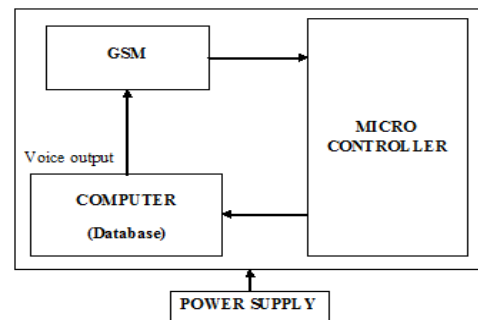 GSM
MICRO
CONTROLLER
Voice output
COMPUTER
(Database)
POWER SUPPLY